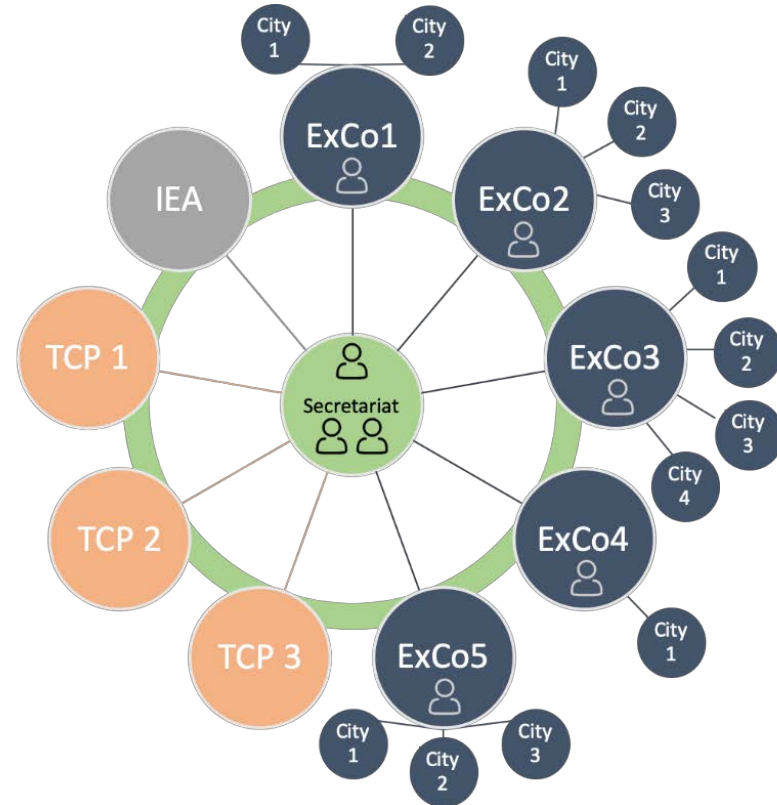 City
1
City
2
ExCo1
City
1
City
2
City
3
ExCo2
IEA
City
1
City
2
City
3
City
4
ExCo3
TCP 1
Secretariat
TCP 2
ExCo4
City
1
TCP 3
ExCo5
City
1
City
2
City
3